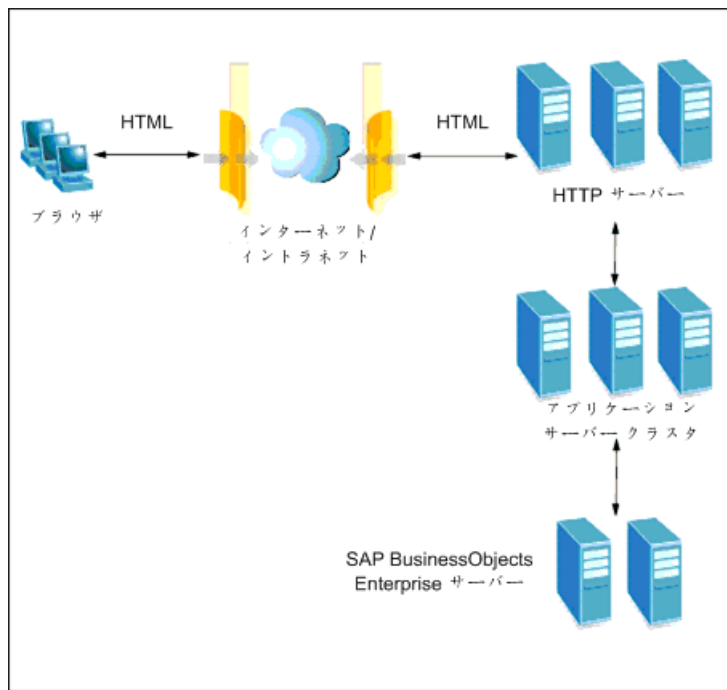 HTML
HTML
ブラウザ
インターネット/
イントラネット
HTTP サーバー
アプリケーション
サーバー クラスタ
SAP BusinessObjects
Enterprise サーバー